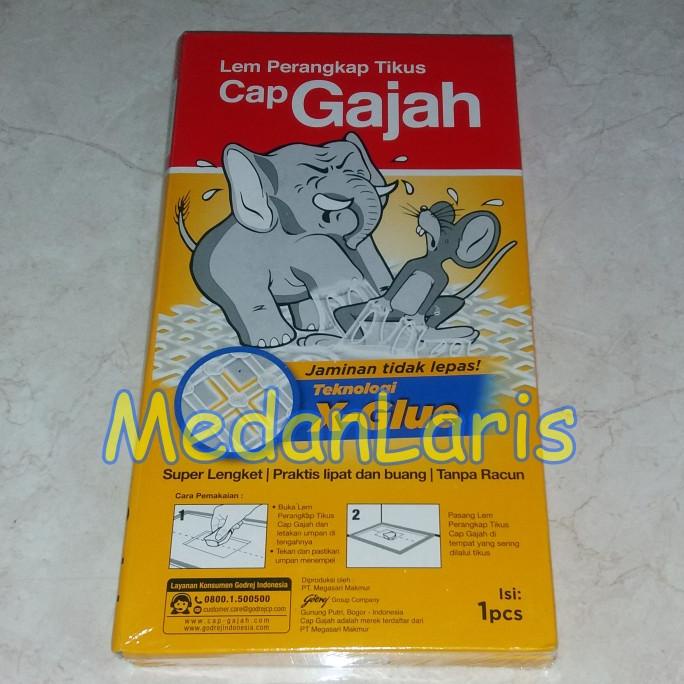 Lem Perangkap Tikus
Cap Gajah
Jaminan tidak lepas!
Teknologi
X-Glue
MedanLaris
Super Lengket | Praktis lipat dan buang | Tanpa Racun
Cara Pemakaian :
1
• Buka Lem
Perangkap Tikus
Cap Gajah dan
letakan umpan di
tengahnya
• Tekan dan pastikan
umpan menempel
2
Pasang Lem
Perangkap Tikus
Cap Gajah di
tempat yang sering
dilalui tikus
Layanan Konsumen Godrej Indonesia
0800.1.500500
customer.care@godrejcp.com
www.cap-gajah.com
www.godrejindonesia.com
Diproduksi oleh :
PT. Megasari Makmur
Godrej Group Company
Gunung Putri, Bogor - Indonesia
Cap Gajah adalah merek terdaftar dari
PT Megasari Makmur
Isi:
1pcs